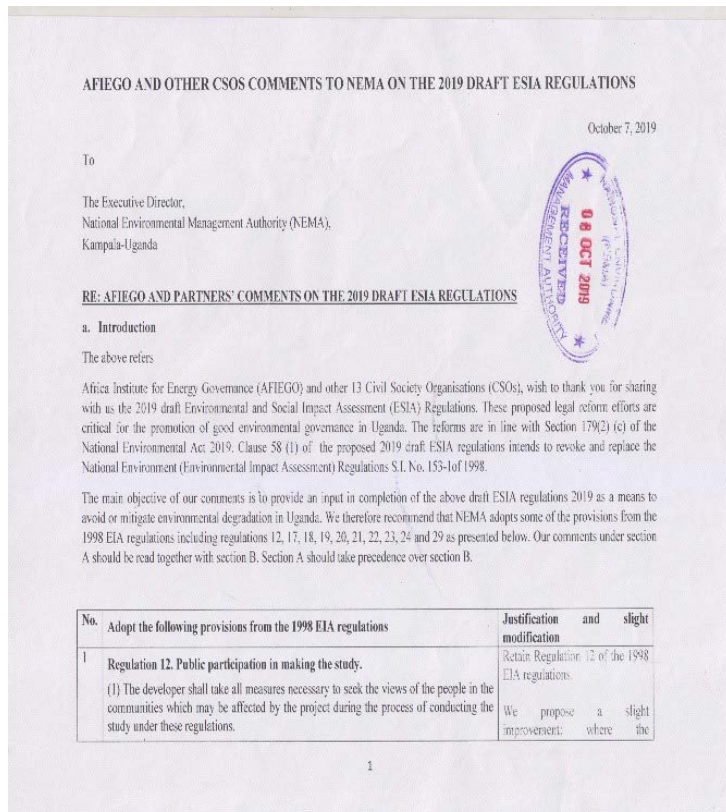 AFIEGO AND OTHER CSOS COMMENTS TO NEMA ON THE 2019 DRAFT ESIA REGULATIONS
October 7, 2019
To
The Executive Director,
National Environmental Management Authority (NEMA),
Kampala-Uganda
MANAGEMENT AUTHORITY
RECEIVED
08 OCT 2019
RE: AFIEGO AND PARTNERS' COMMENTS ON THE 2019 DRAFT ESIA REGULATIONS
a. Introduction
The above refers
Africa Institute for Energy Governance (AFIEGO) and other 13 Civil Society Organisations (CSOs), wish to thank you for sharing
with us the 2019 draft Environmental and Social Impact Assessment (ESIA) Regulations. These proposed legal reform efforts are
critical for the promotion of good environmental governance in Uganda. The reforms are in line with Section 179(2) (c) of the
National Environmental Act 2019. Clause 58 (1) of the proposed 2019 draft ESIA regulations intends to revoke and replace the
National Environment (Environmental Impact Assessment) Regulations S.I. No. 153-1of 1998.
The main objective of our comments is to provide an input in completion of the above draft ESIA regulations 2019 as a means to
avoid or mitigate environmental degradation in Uganda. We therefore recommend that NEMA adopts some of the provisions from the
1998 EIA regulations including regulations 12, 17, 18, 19, 20, 21, 22, 23, 24 and 29 as presented below. Our comments under section
A should be read together with section B. Section A should take precedence over section B.
No.
Adopt the following provisions from the 1998 EIA regulations
Justification and slight
modification
1
Regulation 12. Public participation in making the study.
(1) The developer shall take all measures necessary to seek the views of the people in the
communities which may be affected by the project during the process of conducting the
study under these regulations.
Retain Regulation 12 of the 1998
EIA regulations.
We propose a slight
improvement: where the
1